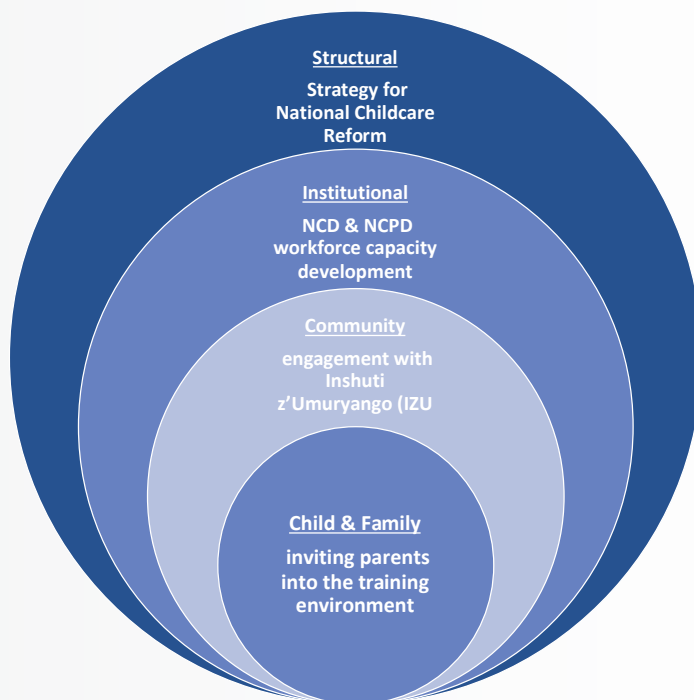 Structural
Strategy for
National Childcare
Reform
Institutional
NCD & NCPD
workforce capacity
development
Community
engagement with
Inshuti
z’Umuryango (IZU
Child & Family
inviting parents
into the training
environment